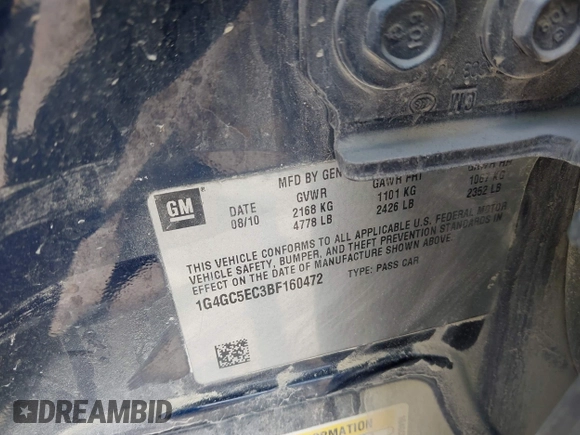 GM
MFD BY GEN
DATE GVWR GAWR FRT
08/10 2168 KG 1101 KG 1067 KG
4778 LB 2426 LB 2352 LB
THIS VEHICLE CONFORMS TO ALL APPLICABLE U.S. FEDERAL MOTOR
VEHICLE SAFETY, BUMPER, AND THEFT PREVENTION STANDARDS IN
EFFECT ON THE DATE OF MANUFACTURE SHOWN ABOVE.
1G4GC5EC3BF160472 TYPE: PASS CAR
DREAMBID